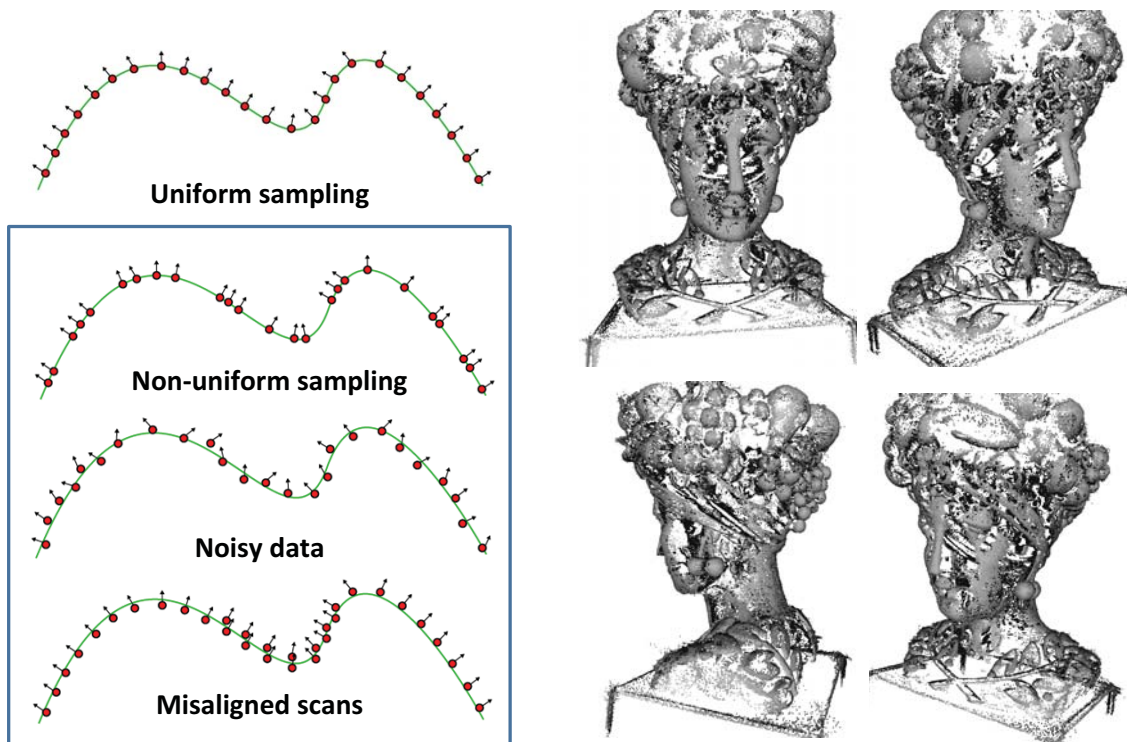 Uniform sampling
Non-uniform sampling
Noisy data
Misaligned scans